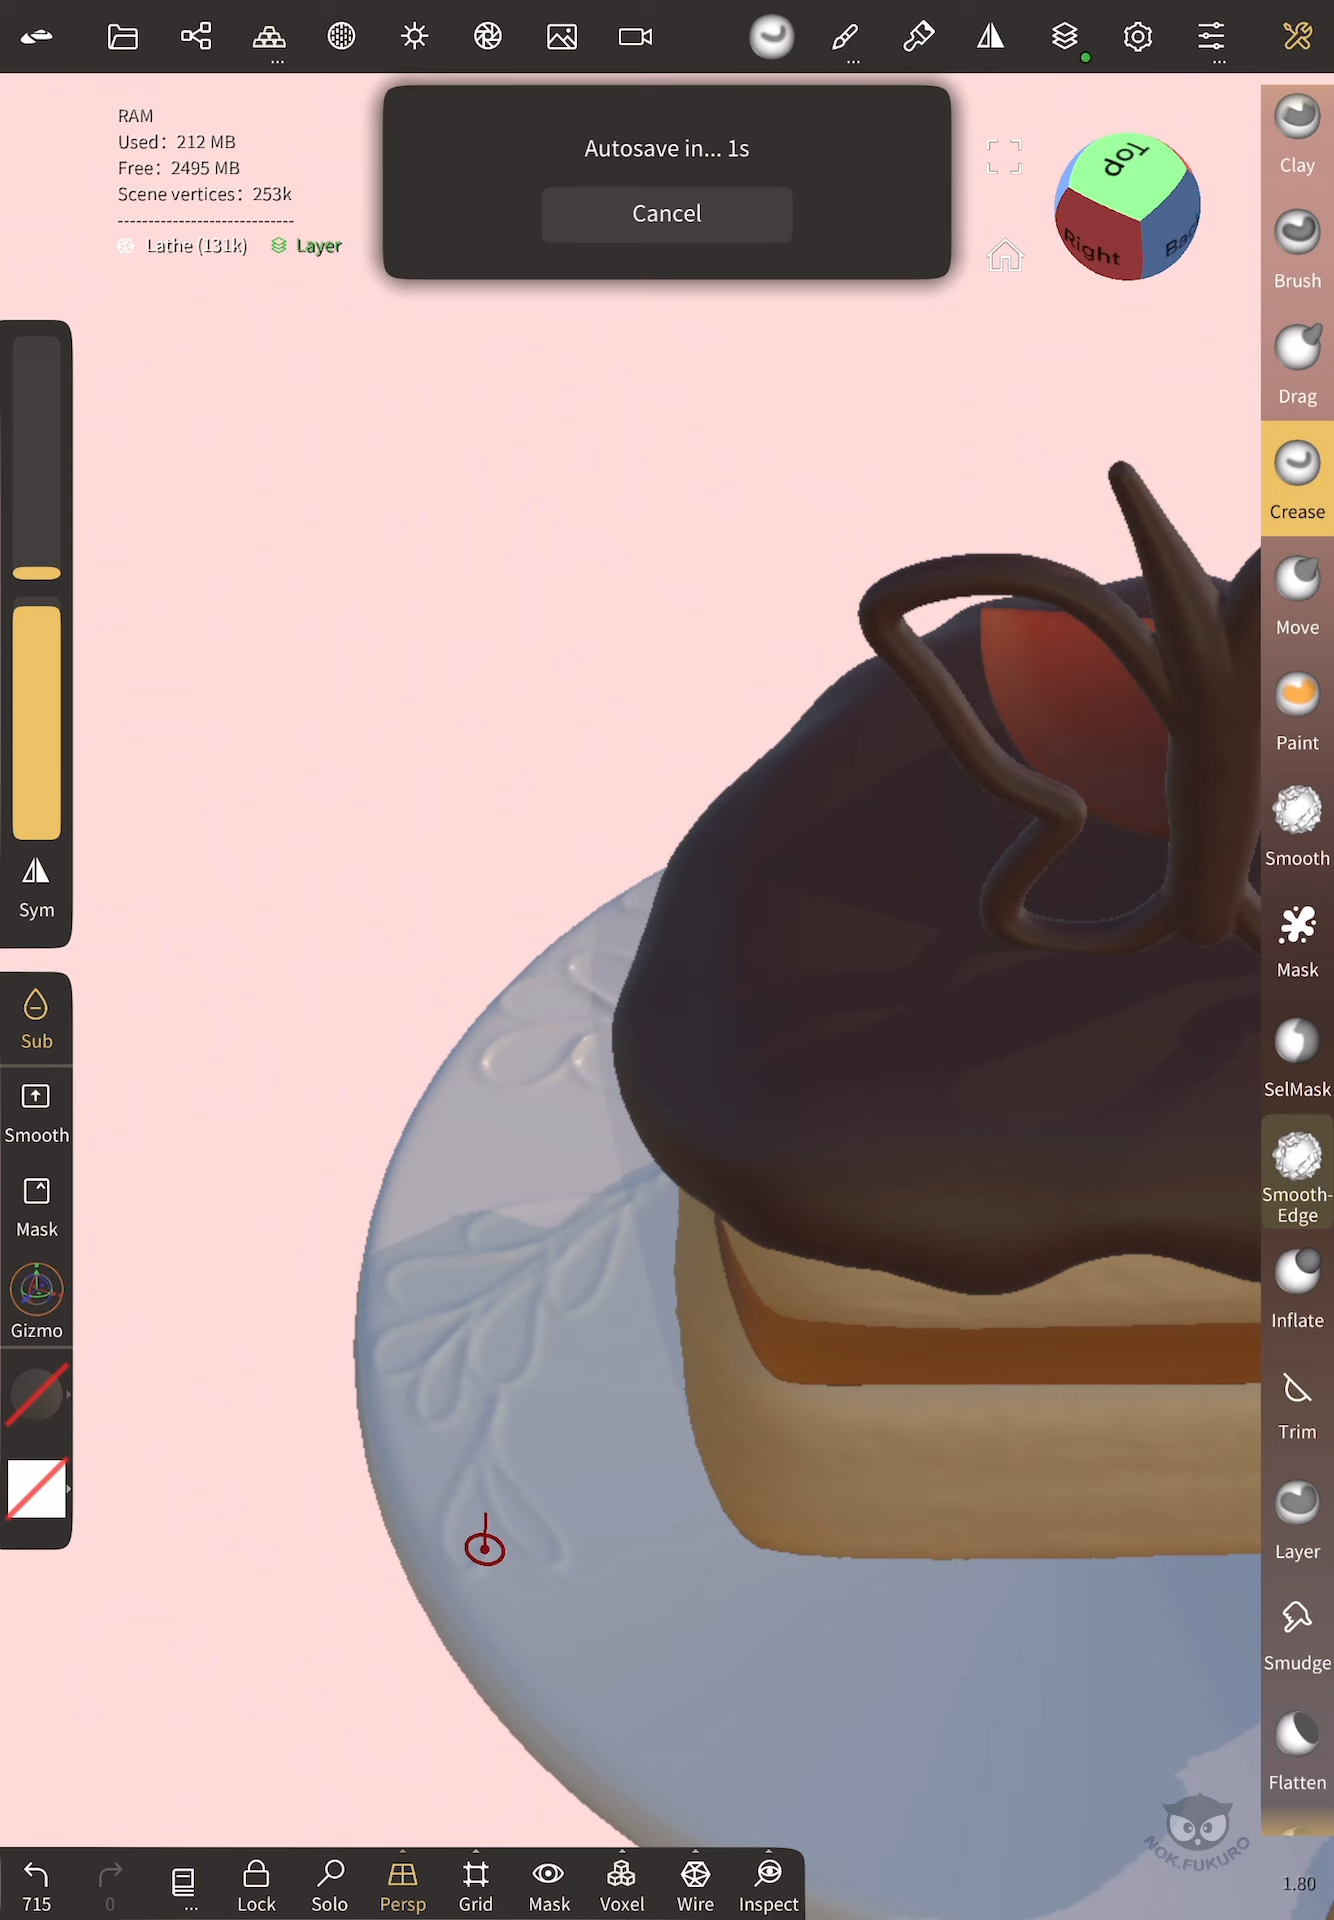 RAM
Used: 212 MB
Free: 2495 MB
Scene vertices: 253k
Lathe (131k) Layer
Autosave in... 1s
Cancel
Top
Right
Bac
Clay
Brush
Drag
Crease
Move
Paint
Smooth
Mask
SelMask
Smooth-
Edge
Inflate
Trim
Layer
Smudge
Flatten
Sym
Sub
Smooth
Mask
Gizmo
NOK.FUKURO
1.80
715
0
...
Lock
Solo
Persp
Grid
Mask
Voxel
Wire
Inspect